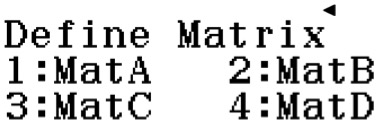 Define Matrix
1:MatA 2:MatB
3:MatC 4:MatD